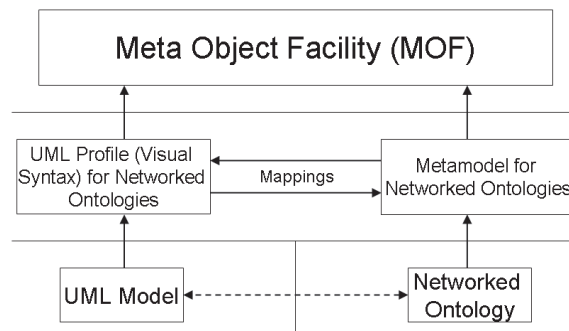 Meta Object Facility (MOF)
UML Profile (Visual
Syntax) for Networked
Ontologies
Mappings
Metamodel for
Networked Ontologies
UML Model
Networked
Ontology